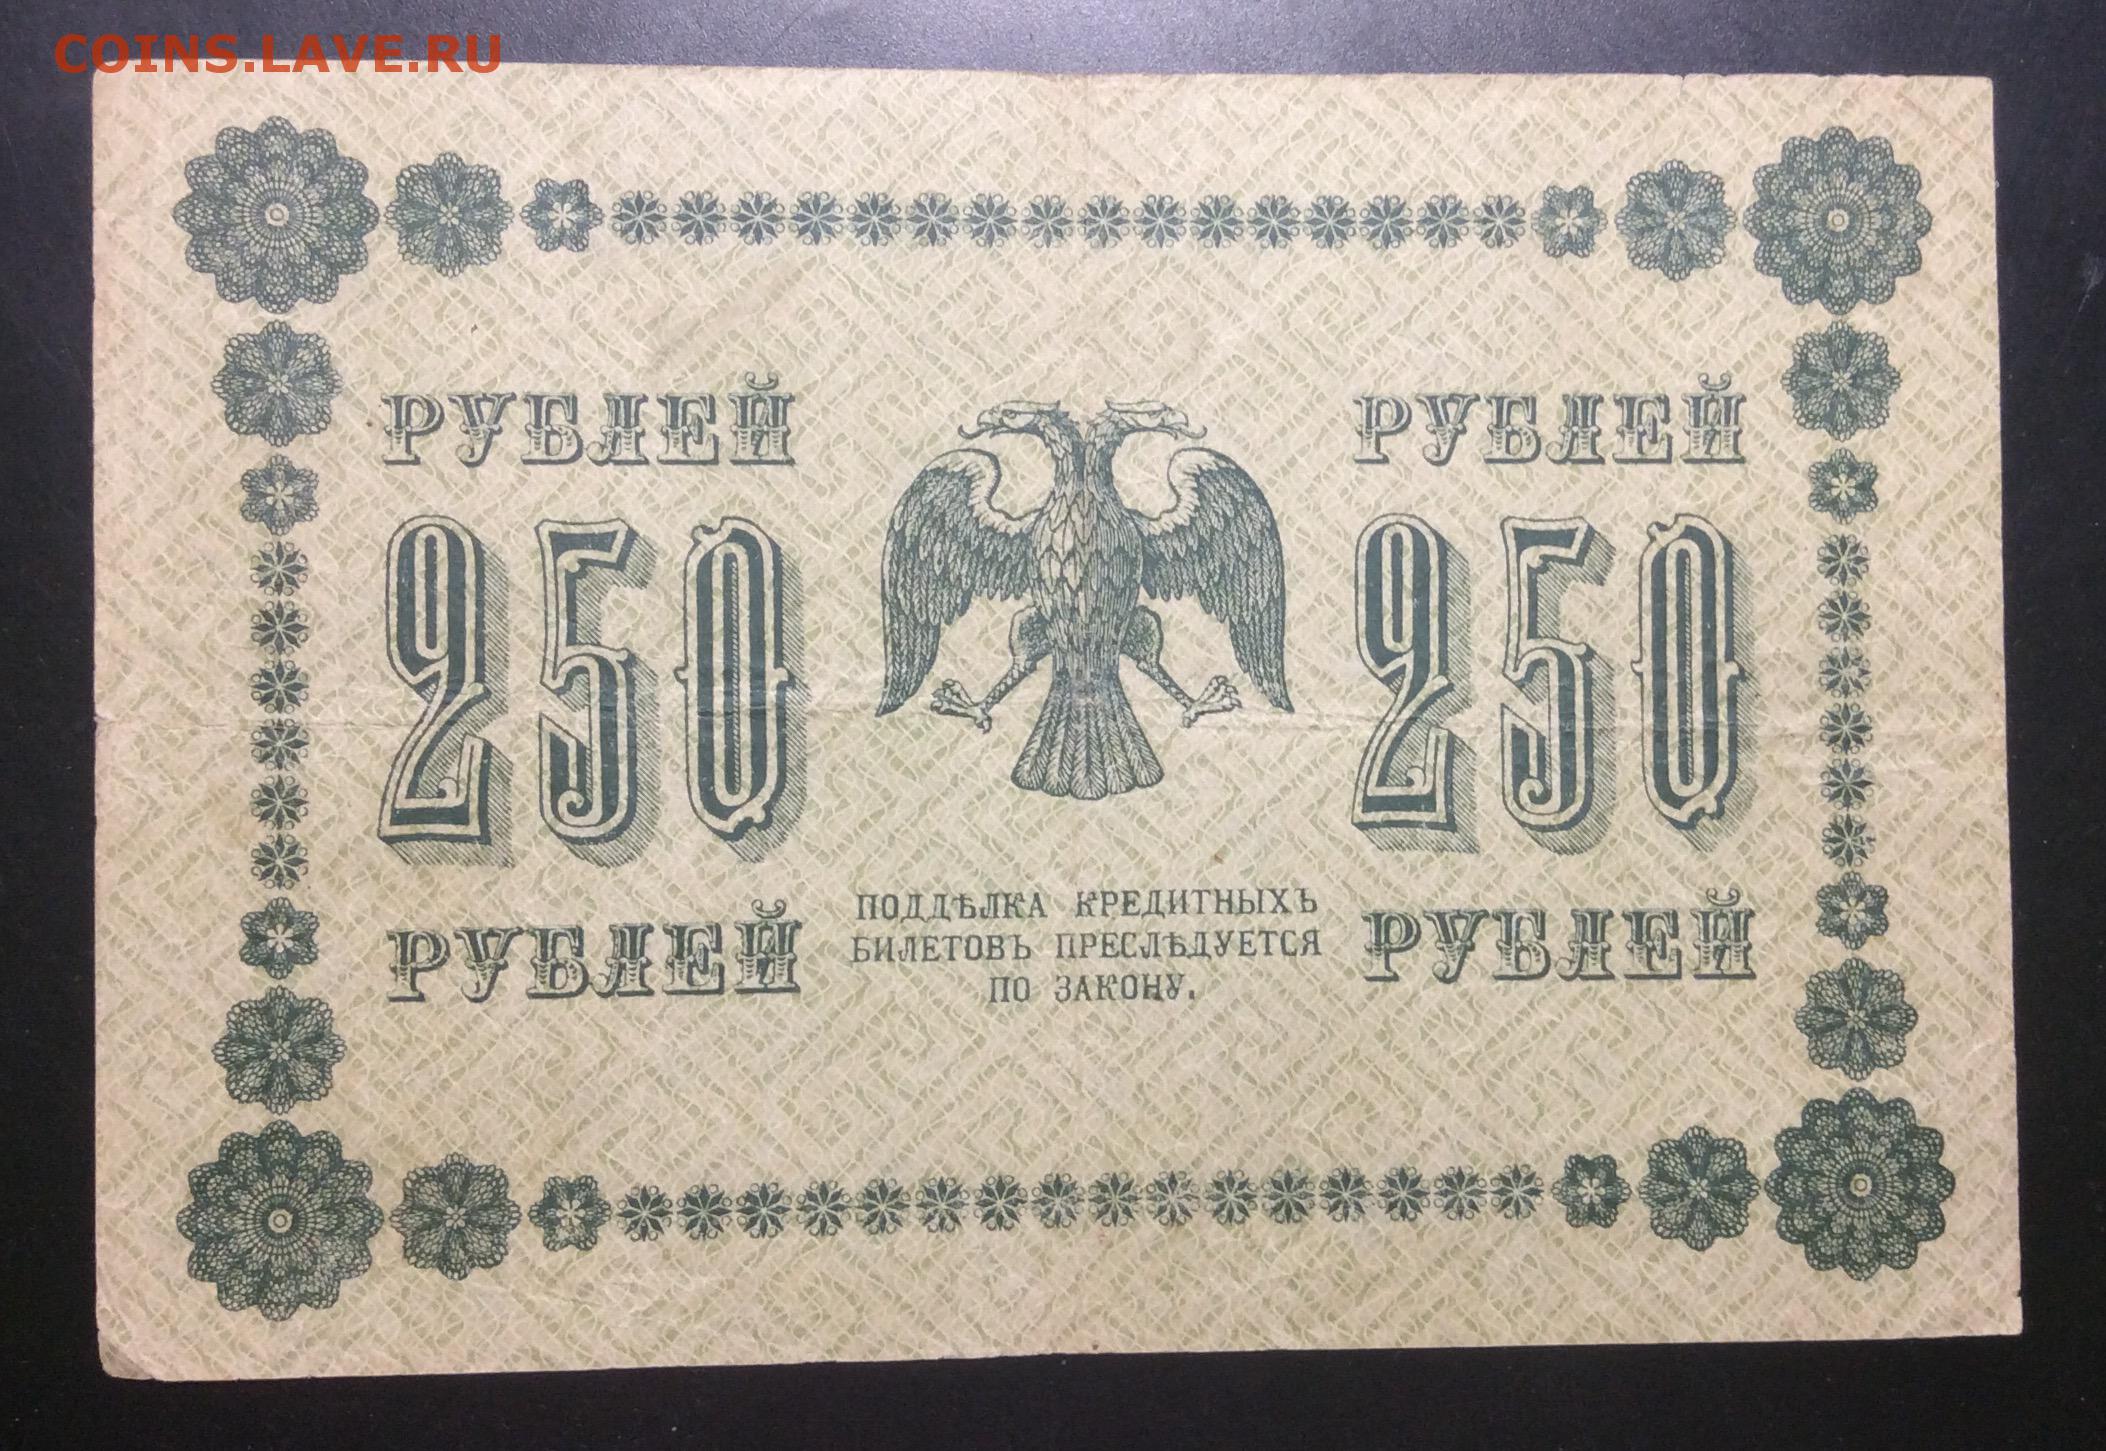 COINS.LAVE.RU
РУБЛЕЙ
250
РУБЛЕЙ
ПОДДѢЛКА КРЕДИТНЫХЪ
БИЛЕТОВЪ ПРЕСЛѢДУЕТСЯ
ПО ЗАКОНУ.
РУБЛЕЙ
250
РУБЛЕЙ